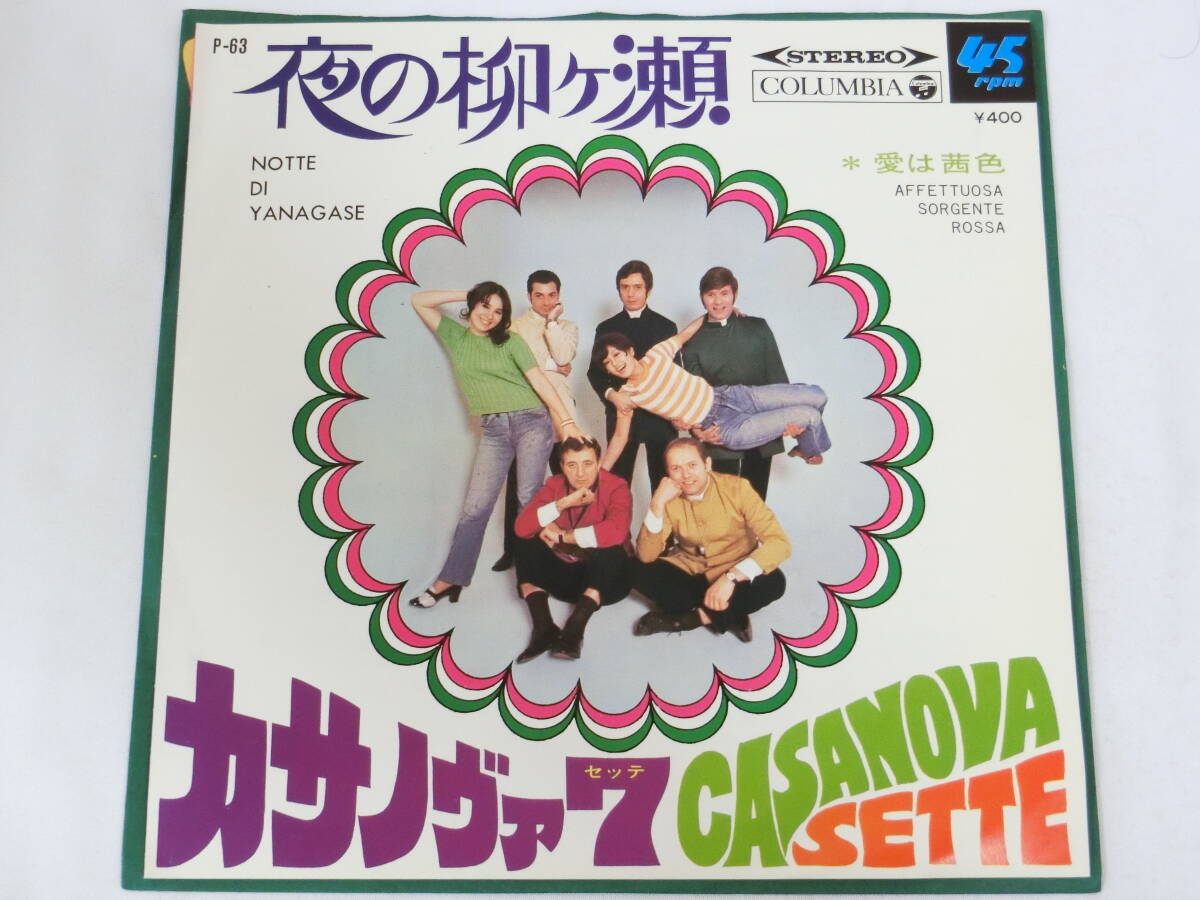 P-63
夜の柳ヶ瀬
NOTTE
DI
YANAGASE
STEREO
COLUMBIA
45
rpm
¥400
* 愛は茜色
AFFETTUOSA
SORGENTE
ROSSA
カサノヴァ7
セッテ
CASANOVA
SETTE